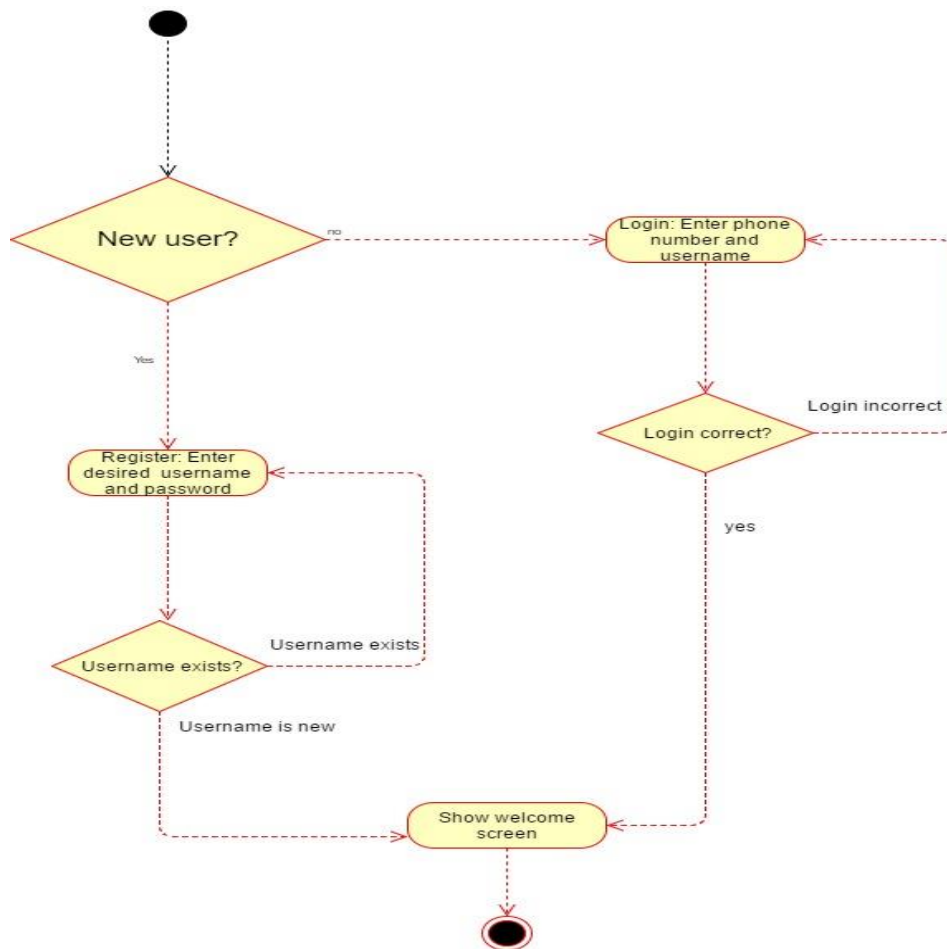 New user?
no
Login: Enter phone
number and
username
Yes
Login incorrect
Login correct?
Register: Enter
desired username
and password
yes
Username exists
Username exists?
Username is new
Show welcome
screen